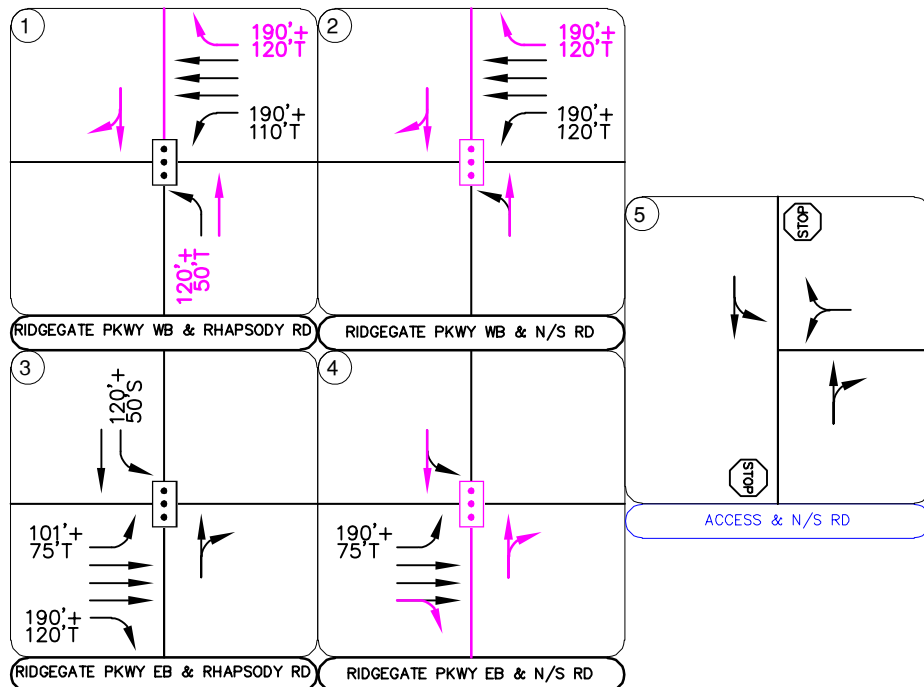 1
190'+
120'T
190'+
110'T
120'+
50'T
RIDGEGATE PKWY WB & RHAPSODY RD
2
190'+
120'T
190'+
120'T
RIDGEGATE PKWY WB & N/S RD
3
120'+
50'S
101'+
75'T
190'+
120'T
RIDGEGATE PKWY EB & RHAPSODY RD
4
190'+
75'T
RIDGEGATE PKWY EB & N/S RD
5
STOP
STOP
ACCESS & N/S RD